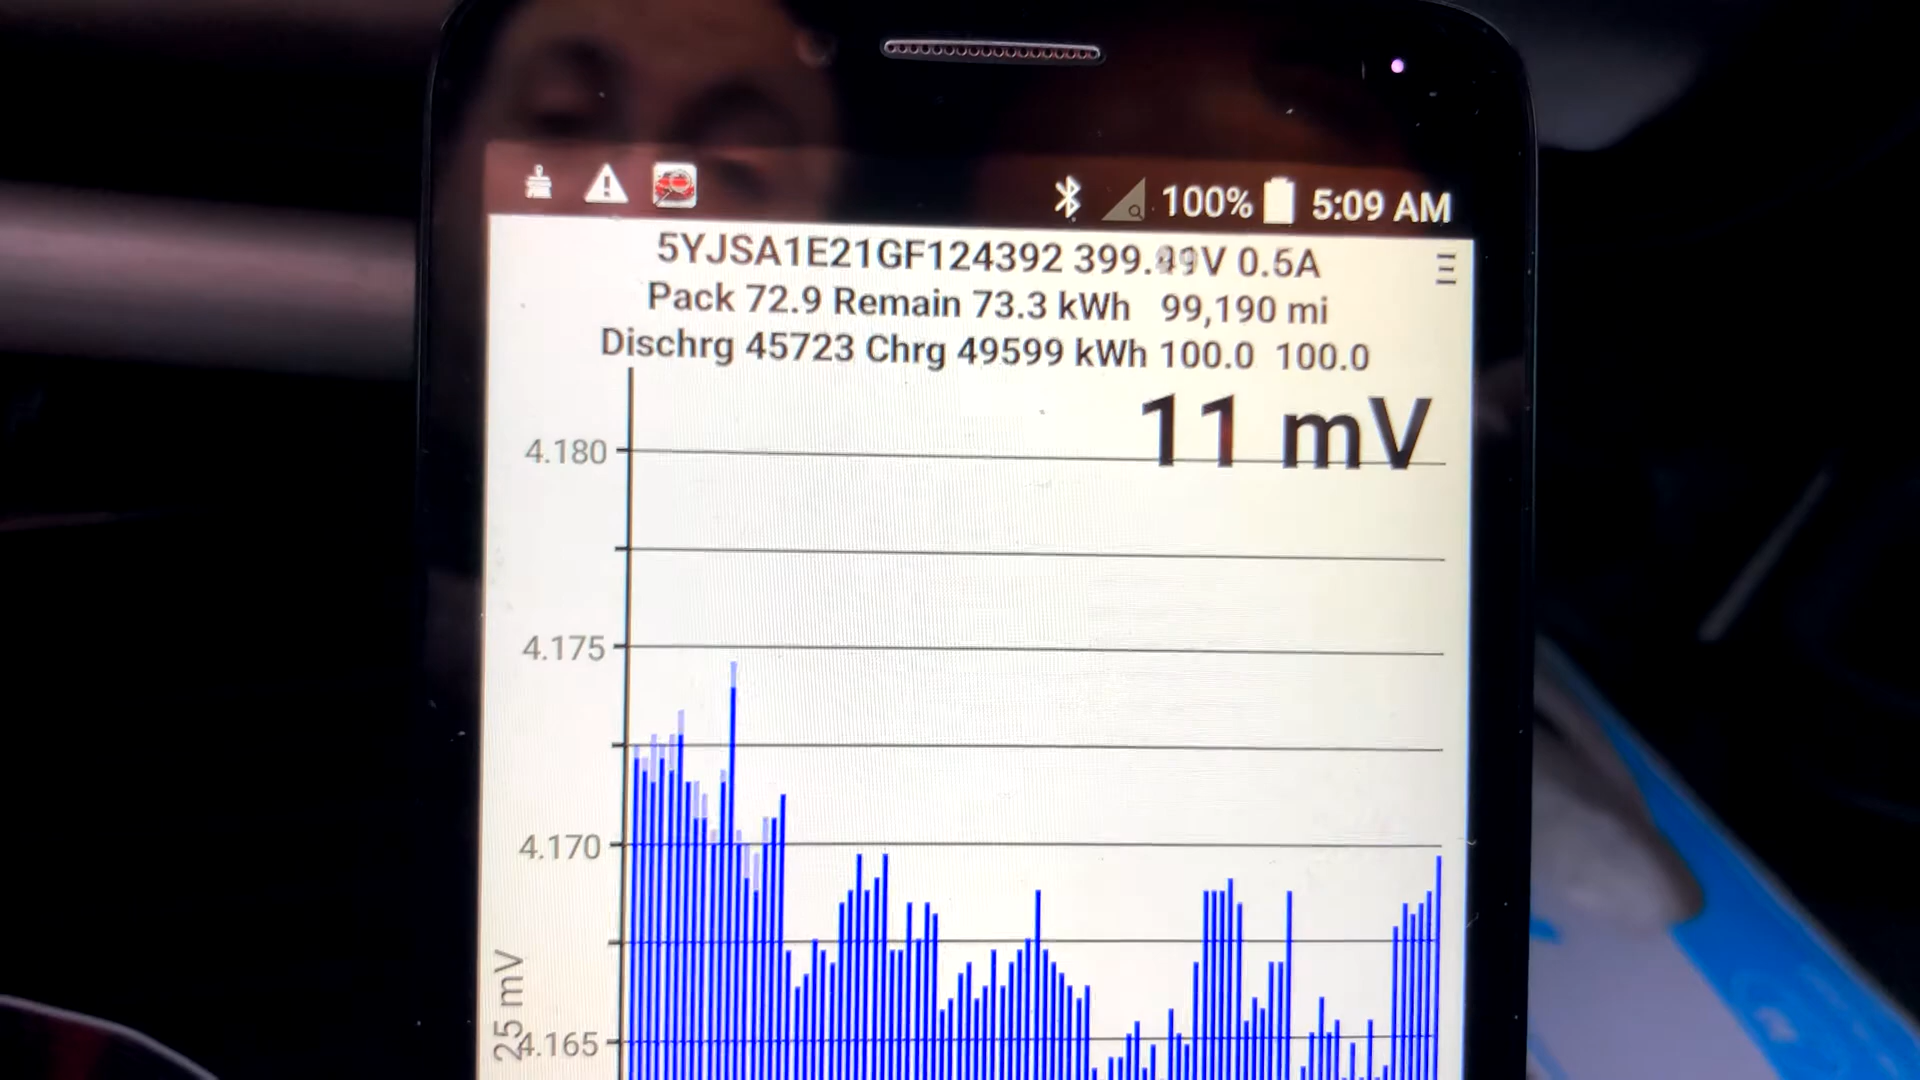 100% 5:09 AM
5YJSA1E21GF124392 0.5A
Pack 72.9 Remain 73.3 kWh 99,190 mi
Dischrg 45723 Chrg 49599 kWh 100.0 100.0
11 mV
4.180
4.175
4.170
4.165
25 mV